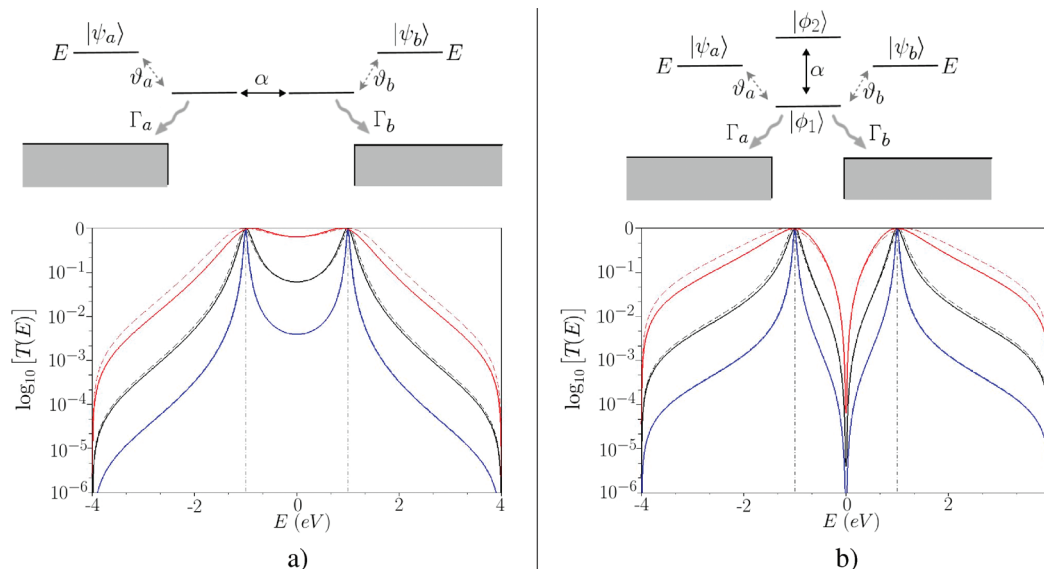 |ψa⟩ |ψb⟩
E E
ϑa α ϑb
Γa Γb
0
10⁻¹
10⁻²
10⁻³
10⁻⁴
10⁻⁵
10⁻⁶
log₁₀[T(E)]
-4 -2 0 2 4
E (eV)
a)
|ϕ2⟩
|ψa⟩ |ψb⟩
E E
α
ϑa ϑb
Γa |ϕ1⟩ Γb
0
10⁻¹
10⁻²
10⁻³
10⁻⁴
10⁻⁵
10⁻⁶
log₁₀[T(E)]
-4 -2 0 2
E (eV)
b)